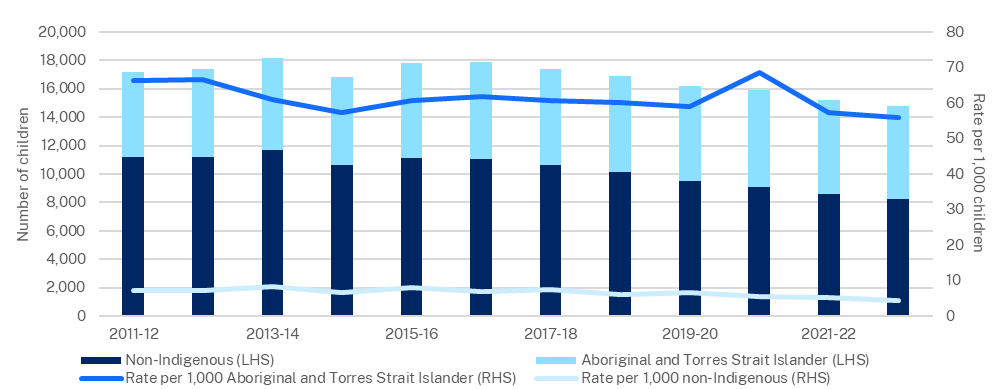 20,000 80
18,000 70
16,000 60
14,000 50
12,000 40
10,000 30
8,000 20
6,000 10
4,000 0
2,000
0
Number of children
Rate per 1,000 children
2011-12 2013-14 2015-16 2017-18 2019-20 2021-22
Non-Indigenous (LHS) Aboriginal and Torres Strait Islander (LHS)
Rate per 1,000 Aboriginal and Torres Strait Islander (RHS) Rate per 1,000 non-Indigenous (RHS)